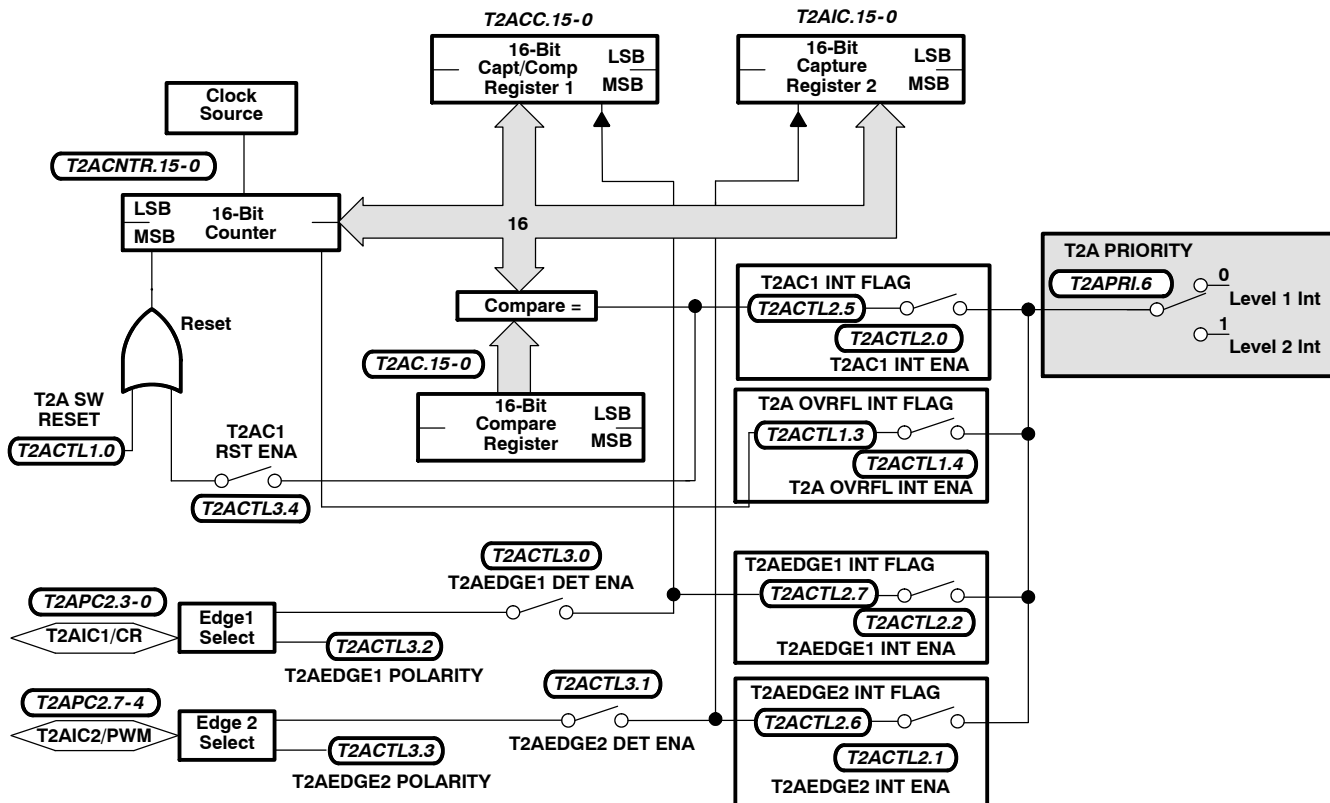 T2ACC.15-0
T2AIC.15-0
16-Bit
Capt/Comp
Register 1
LSB
MSB
16-Bit
Capture
Register 2
LSB
MSB
Clock
Source
T2ACNTR.15-0
LSB
MSB
16-Bit
Counter
16
Compare =
T2AC.15-0
16-Bit
Compare
Register
LSB
MSB
Reset
T2A SW
RESET
T2ACTL1.0
T2AC1
RST ENA
T2ACTL3.4
T2AC1 INT FLAG
T2ACTL2.5
T2ACTL2.0
T2AC1 INT ENA
T2A OVRFL INT FLAG
T2ACTL1.3
T2ACTL1.4
T2A OVRFL INT ENA
T2A PRIORITY
T2APRI.6
0
Level 1 Int
1
Level 2 Int
T2ACTL3.0
T2AEDGE1 DET ENA
T2APC2.3-0
T2AIC1/CR
Edge1
Select
T2ACTL3.2
T2AEDGE1 POLARITY
T2AEDGE1 INT FLAG
T2ACTL2.7
T2ACTL2.2
T2AEDGE1 INT ENA
T2ACTL3.1
T2AEDGE2 DET ENA
T2APC2.7-4
T2AIC2/PWM
Edge 2
Select
T2ACTL3.3
T2AEDGE2 POLARITY
T2AEDGE2 INT FLAG
T2ACTL2.6
T2ACTL2.1
T2AEDGE2 INT ENA